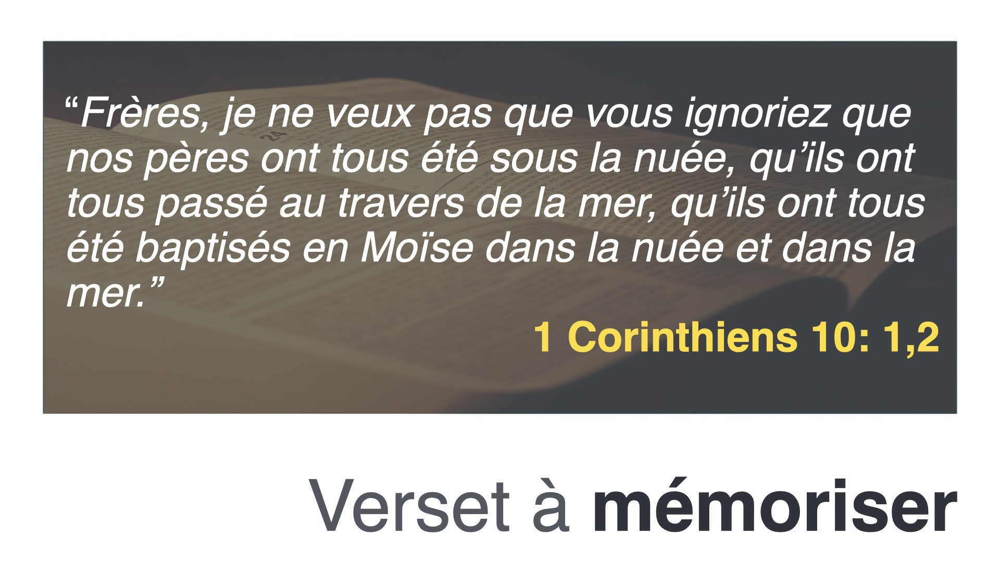 “Frères, je ne veux pas que vous ignoriez que
nos pères ont tous été sous la nuée, qu’ils ont
tous passé au travers de la mer, qu’ils ont tous
été baptisés en Moïse dans la nuée et dans la
mer.”
1 Corinthiens 10: 1,2
Verset à mémoriser